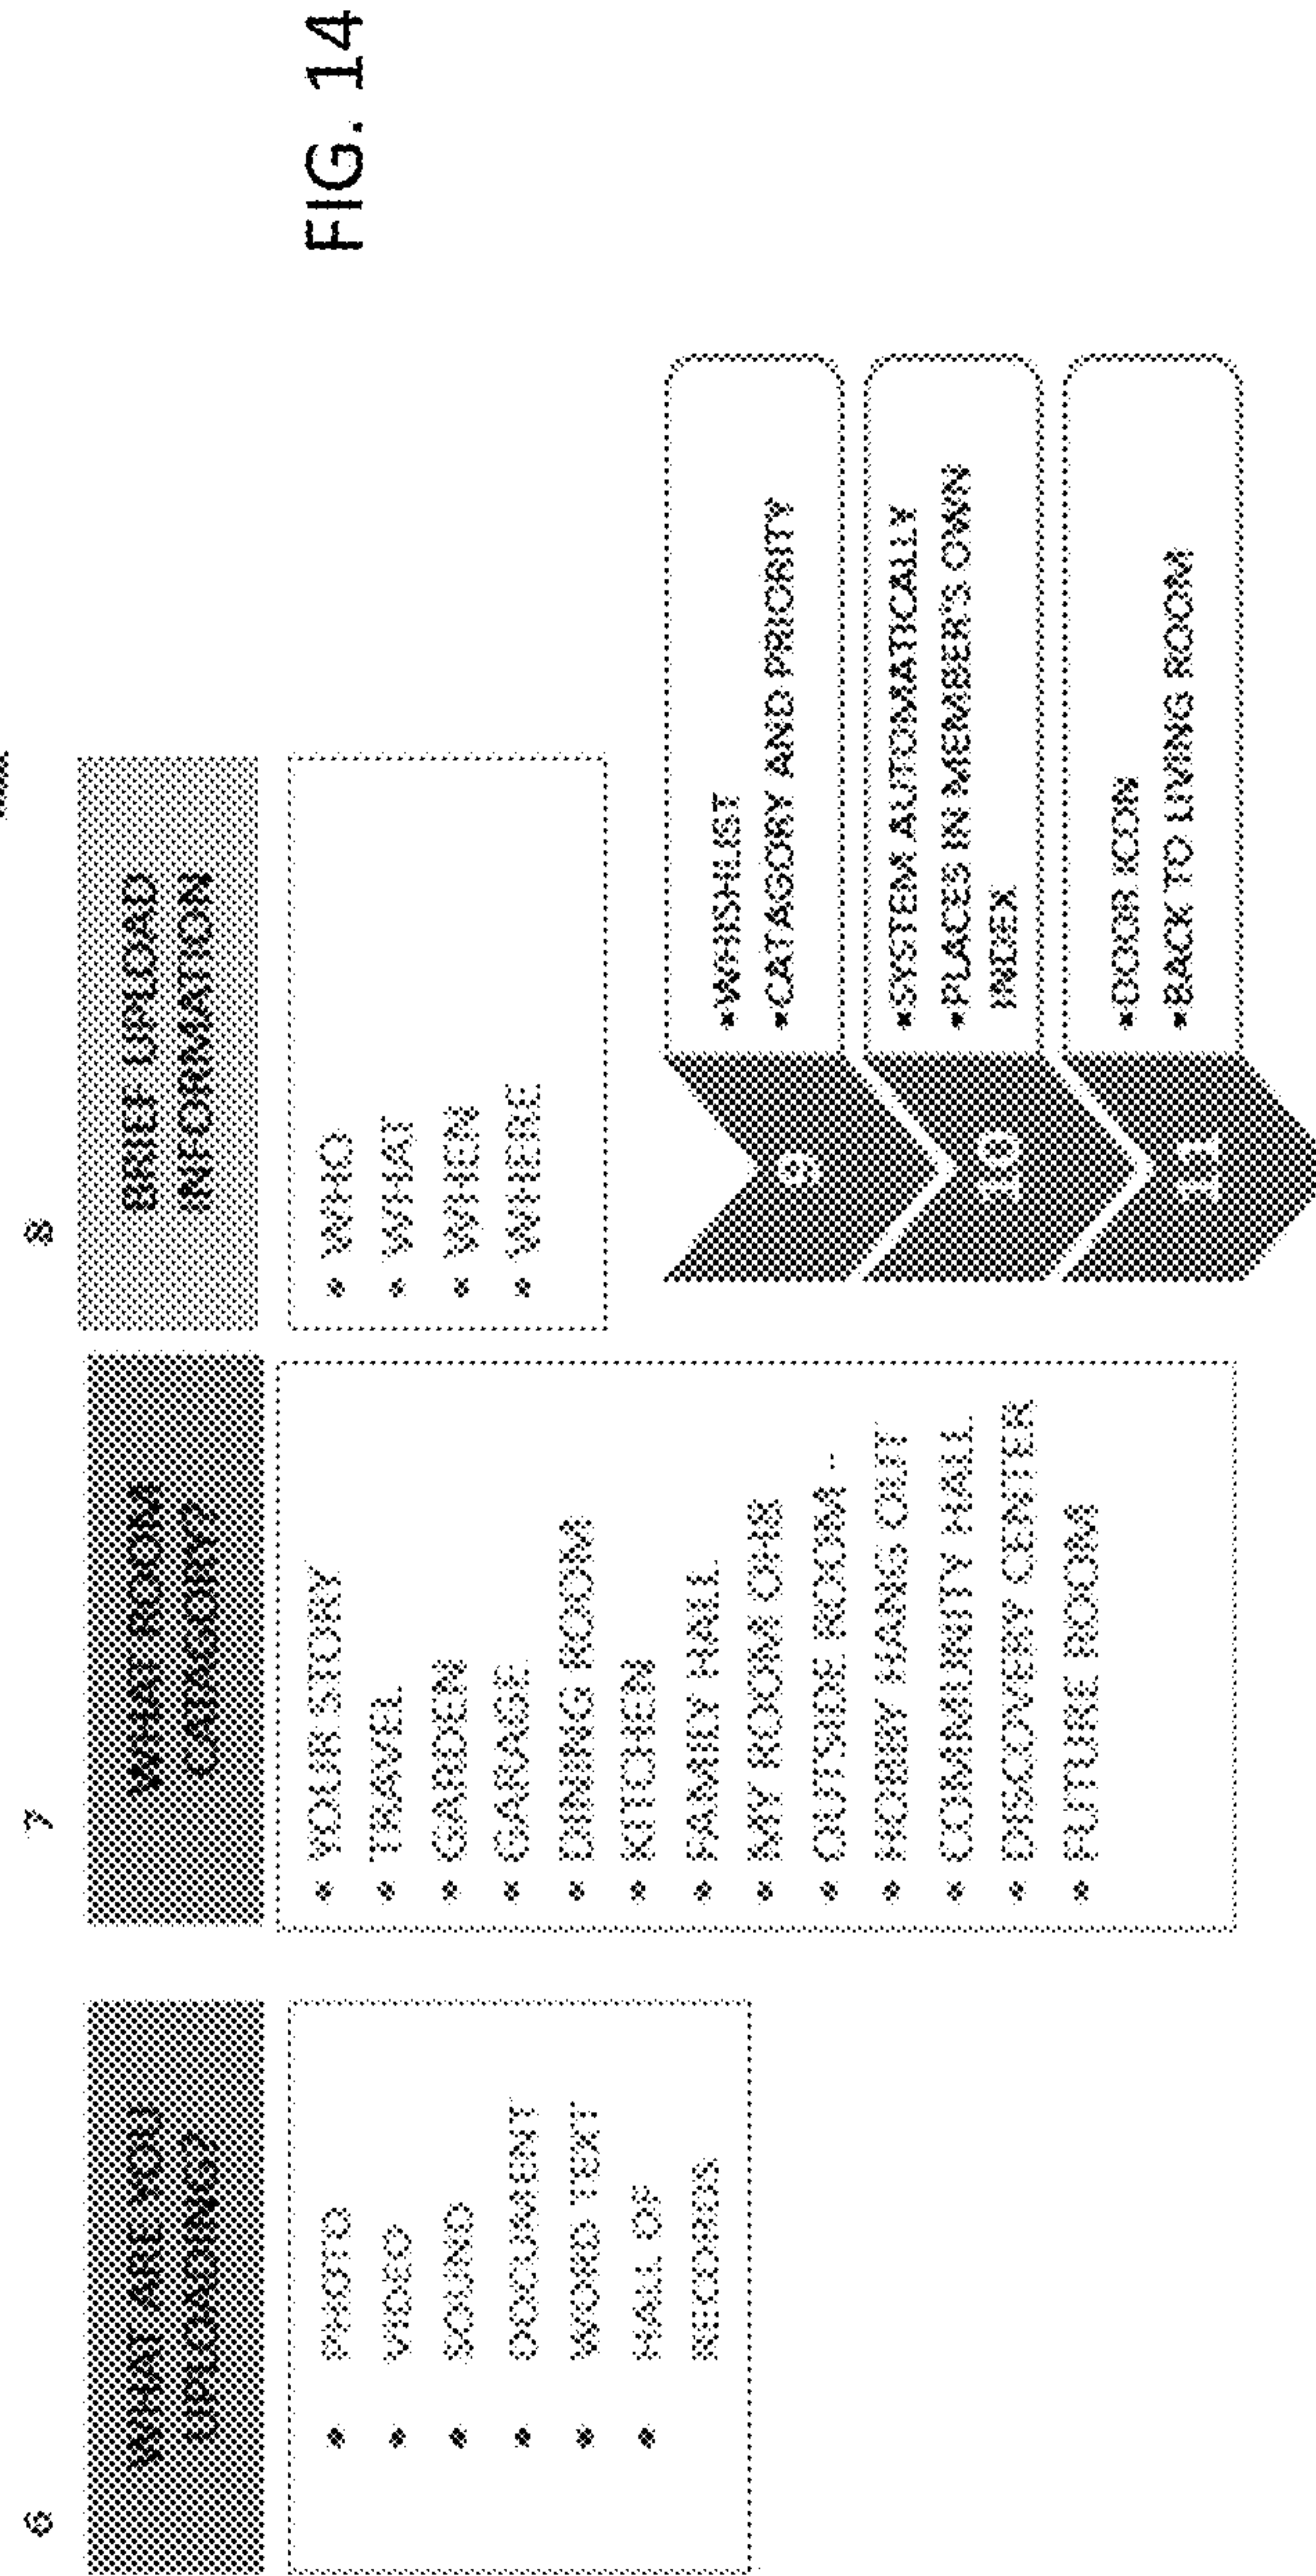 6
WHAT ARE YOU
UPLOADING?
• PHOTO
• VIDEO
• SOUND
• DOCUMENT
• WORD TEXT
• HALL OF
RECORDS
7
WHAT ROOM
CATAGORY?
• YOUR STORY
• TRAVEL
• GARDEN
• GARAGE
• DINING ROOM
• KITCHEN
• FAMILY HALL
• MY ROOM OHS
• OUTSIDE ROOM –
• HOBBY HANG OUT
• COMMUNITY HALL
• DISCOVERY CENTER
• FUTURE ROOM
8
BRIEF UPLOAD
INFORMATION
• WHO
• WHAT
• WHEN
• WHERE
9
•WHISHLIST
•CATAGORY AND PRIORITY
10
•SYSTEM AUTOMATICALLY
•PLACES IN MEMBER'S OWN
INDEX
11
•DOOR ICON
•BACK TO LIVING ROOM
FIG. 14